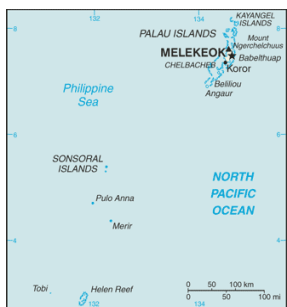 132
134
KAYANGEL
ISLANDS
8
8
PALAU ISLANDS
Mount
Ngerchelchuus
MELEKEOK
Babelthuap
CHELBACHEB
Koror
Beliliou
Angaur
Philippine
Sea
6
6
SONSORAL
ISLANDS
Pulo Anna
NORTH
PACIFIC
OCEAN
Merir
4
4
0 50 100 km
0 50 100 mi
Tobi
Helen Reef
132
134